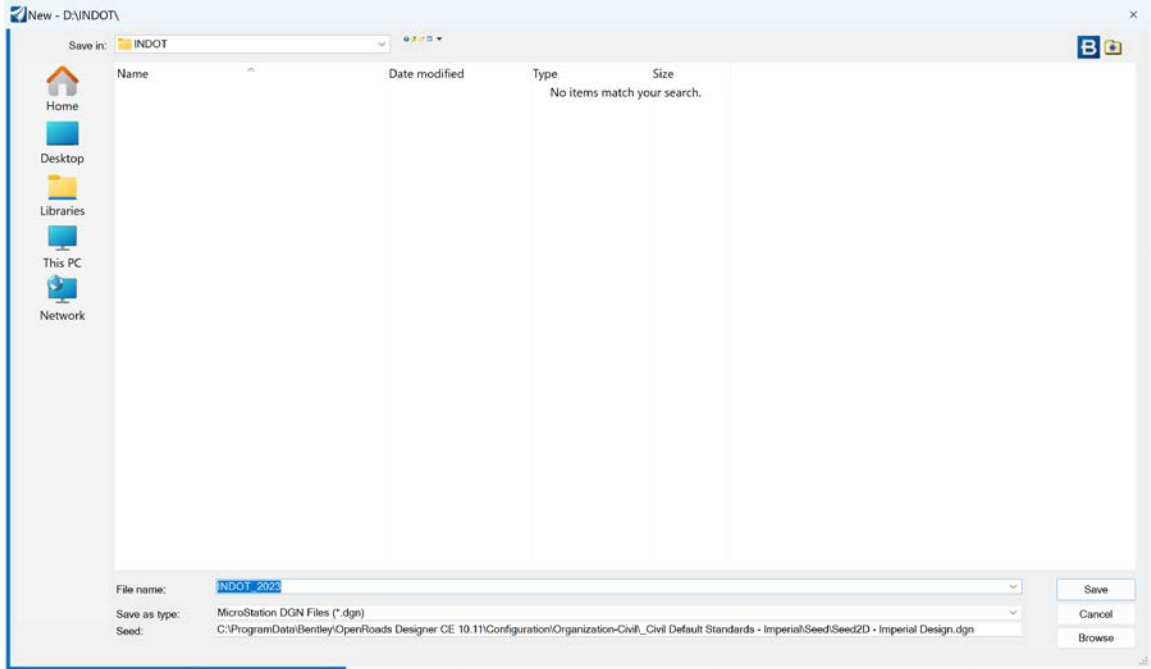 New - D:\INDOT\
Save in: INDOT
B
Name Date modified Type Size
No items match your search.
Home
Desktop
Libraries
This PC
Network
File name: INDOT_2023 Save
Save as type: MicroStation DGN Files (*.dgn) Cancel
Seed: C:\ProgramData\Bentley\OpenRoads Designer CE 10.11\Configuration\Organization-Civil\_Civil Default Standards - Imperial\Seed\Seed2D - Imperial Design.dgn Browse